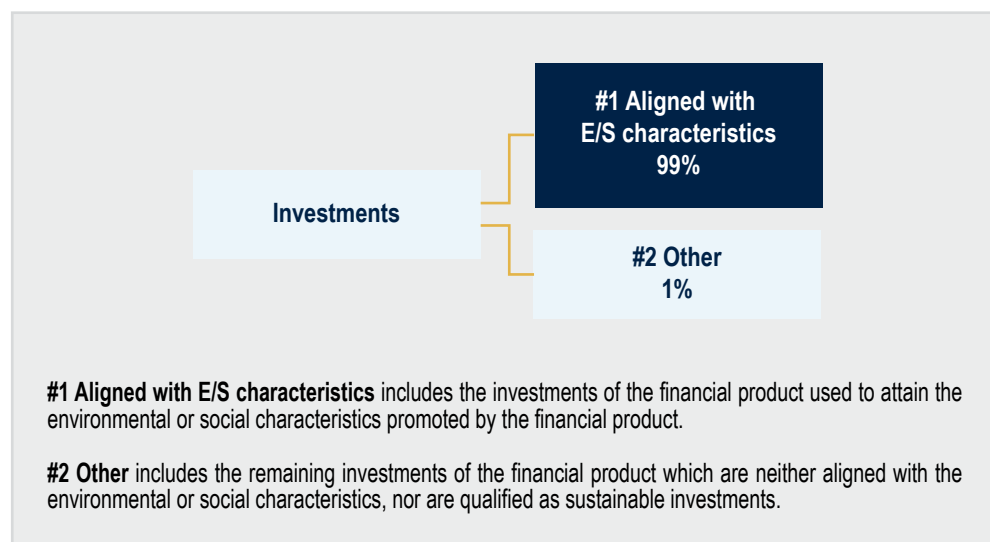 #1 Aligned with
E/S characteristics
99%
Investments
#2 Other
1%
#1 Aligned with E/S characteristics includes the investments of the financial product used to attain the
environmental or social characteristics promoted by the financial product.
#2 Other includes the remaining investments of the financial product which are neither aligned with the
environmental or social characteristics, nor are qualified as sustainable investments.